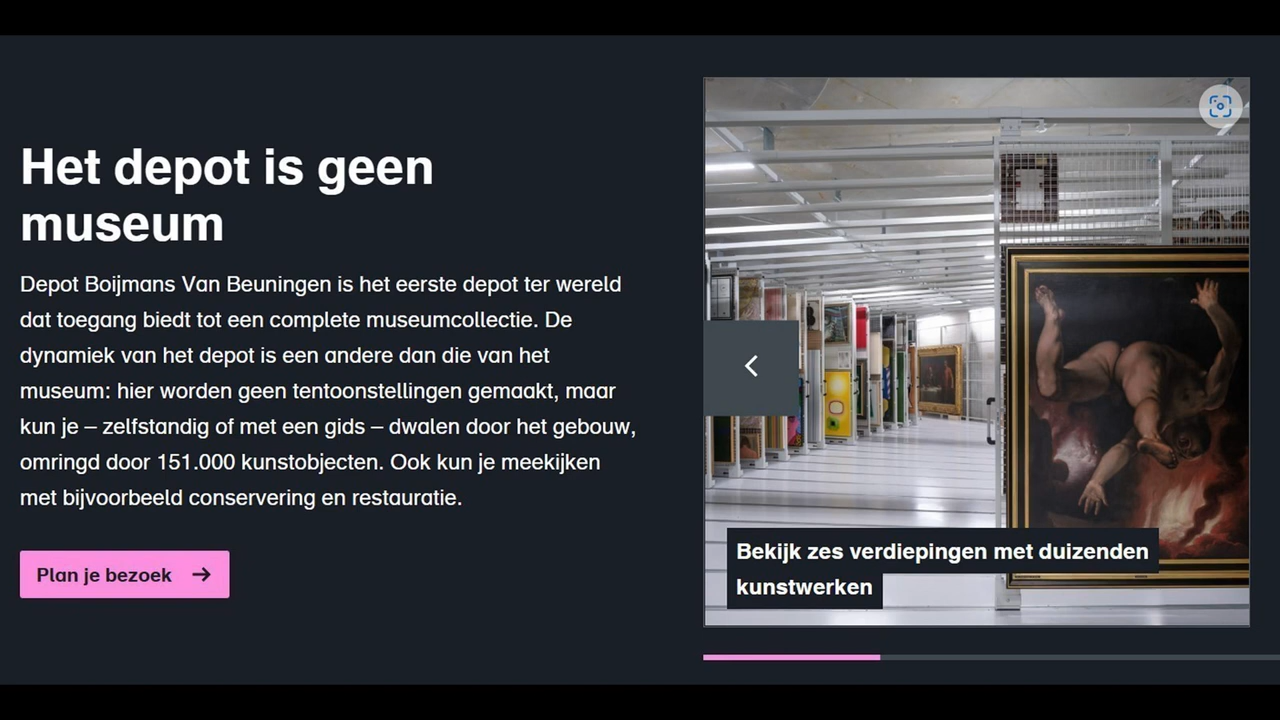 Het depot is geen
museum
Depot Boijmans Van Beuningen is het eerste depot ter wereld
dat toegang biedt tot een complete museumcollectie. De
dynamiek van het depot is een andere dan die van het
museum: hier worden geen tentoonstellingen gemaakt, maar
kun je – zelfstandig of met een gids – dwalen door het gebouw,
omringd door 151.000 kunstobjecten. Ook kun je meekijken
met bijvoorbeeld conservering en restauratie.
Plan je bezoek →
Bekijk zes verdiepingen met duizenden
kunstwerken